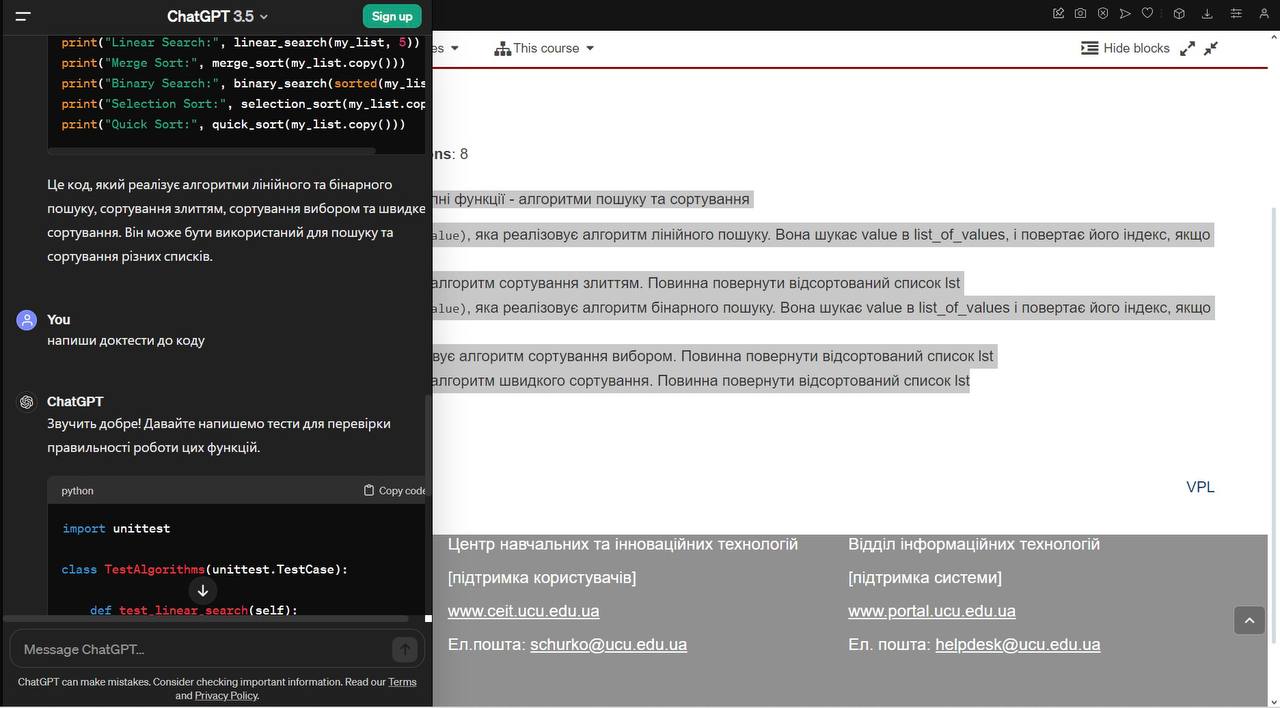 ChatGPT 3.5
Sign up
print("Linear Search:", linear_search(my_list, 5))
print("Merge Sort:", merge_sort(my_list.copy()))
print("Binary Search:", binary_search(sorted(my_lis
print("Selection Sort:", selection_sort(my_list.cop
print("Quick Sort:", quick_sort(my_list.copy()))
Це код, який реалізує алгоритми лінійного та бінарного
пошуку, сортування злиттям, сортування вибором та швидке
сортування. Він може бути використаний для пошуку та
сортування різних списків.
You
напиши доктести до коду
ChatGPT
Звучить добре! Давайте напишемо тести для перевірки
правильності роботи цих функцій.
python
Copy code
import unittest
class TestAlgorithms(unittest.TestCase):
def test_linear_search(self):
Message ChatGPT...
ChatGPT can make mistakes. Consider checking important information. Read our Terms
and Privacy Policy.
es
This course
Hide blocks
ons: 8
пні функції - алгоритми пошуку та сортування
alue), яка реалізовує алгоритм лінійного пошуку. Вона шукає value в list_of_values, і повертає його індекс, якщо
алгоритм сортування злиттям. Повинна повернути відсортований список lst
alue), яка реалізовує алгоритм бінарного пошуку. Вона шукає value в list_of_values і повертає його індекс, якщо
вує алгоритм сортування вибором. Повинна повернути відсортований список lst
алгоритм швидкого сортування. Повинна повернути відсортований список lst
VPL
Центр навчальних та інноваційних технологій
[підтримка користувачів]
www.ceit.ucu.edu.ua
Ел.пошта: schurko@ucu.edu.ua
Відділ інформаційних технологій
[підтримка системи]
www.portal.ucu.edu.ua
Ел. пошта: helpdesk@ucu.edu.ua